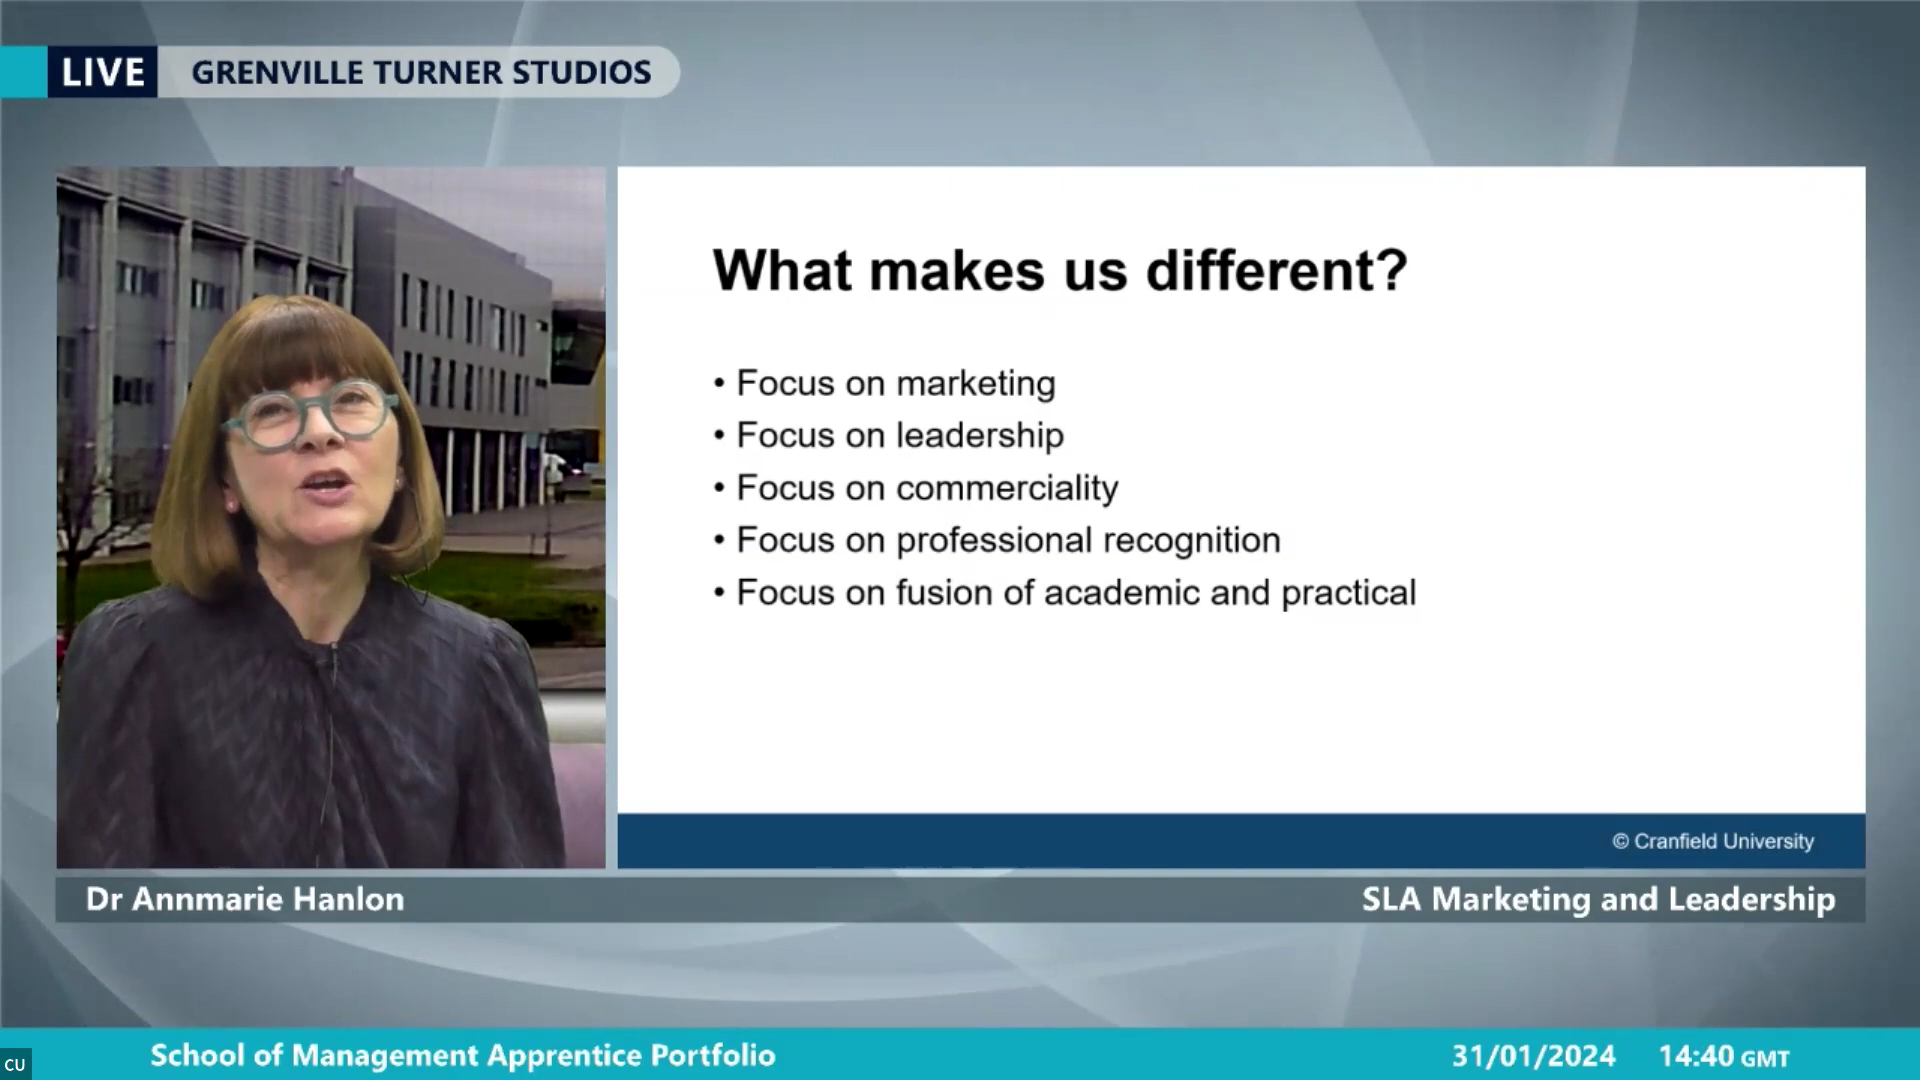 LIVE
GRENVILLE TURNER STUDIOS
What makes us different?
• Focus on marketing
• Focus on leadership
• Focus on commerciality
• Focus on professional recognition
• Focus on fusion of academic and practical
© Cranfield University
Dr Annmarie Hanlon
SLA Marketing and Leadership
School of Management Apprentice Portfolio
31/01/2024
14:40 GMT
CU